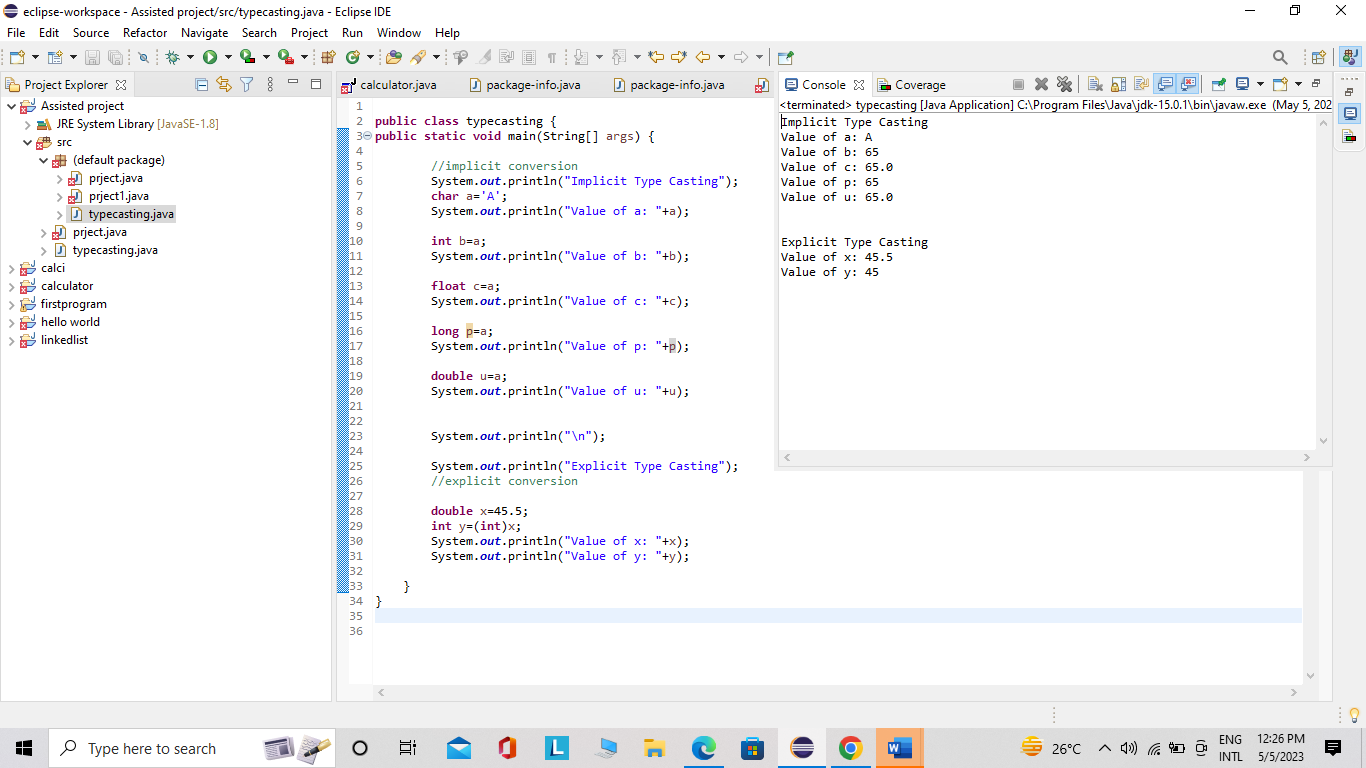 eclipse-workspace - Assisted project/src/typecasting.java - Eclipse IDE
File Edit Source Refactor Navigate Search Project Run Window Help
Project Explorer
Assisted project
JRE System Library [JavaSE-1.8]
src
(default package)
prject.java
prject1.java
typecasting.java
prject.java
typecasting.java
calci
calculator
firstprogram
hello world
linkedlist
calculator.java package-info.java package-info.java
1
2 public class typecasting {
3 public static void main(String[] args) {
4
5 //implicit conversion
6 System.out.println("Implicit Type Casting");
7 char a='A';
8 System.out.println("Value of a: "+a);
9
10 int b=a;
11 System.out.println("Value of b: "+b);
12
13 float c=a;
14 System.out.println("Value of c: "+c);
15
16 long p=a;
17 System.out.println("Value of p: "+p);
18
19 double u=a;
20 System.out.println("Value of u: "+u);
21
22
23 System.out.println("\n");
24
25 System.out.println("Explicit Type Casting");
26 //explicit conversion
27
28 double x=45.5;
29 int y=(int)x;
30 System.out.println("Value of x: "+x);
31 System.out.println("Value of y: "+y);
32
33 }
34 }
35
36
Console Coverage
<terminated> typecasting [Java Application] C:\Program Files\Java\jdk-15.0.1\bin\javaw.exe (May 5, 202
Implicit Type Casting
Value of a: A
Value of b: 65
Value of c: 65.0
Value of p: 65
Value of u: 65.0
Explicit Type Casting
Value of x: 45.5
Value of y: 45
Type here to search
L
W
26°C
ENG
INTL
12:26 PM
5/5/2023